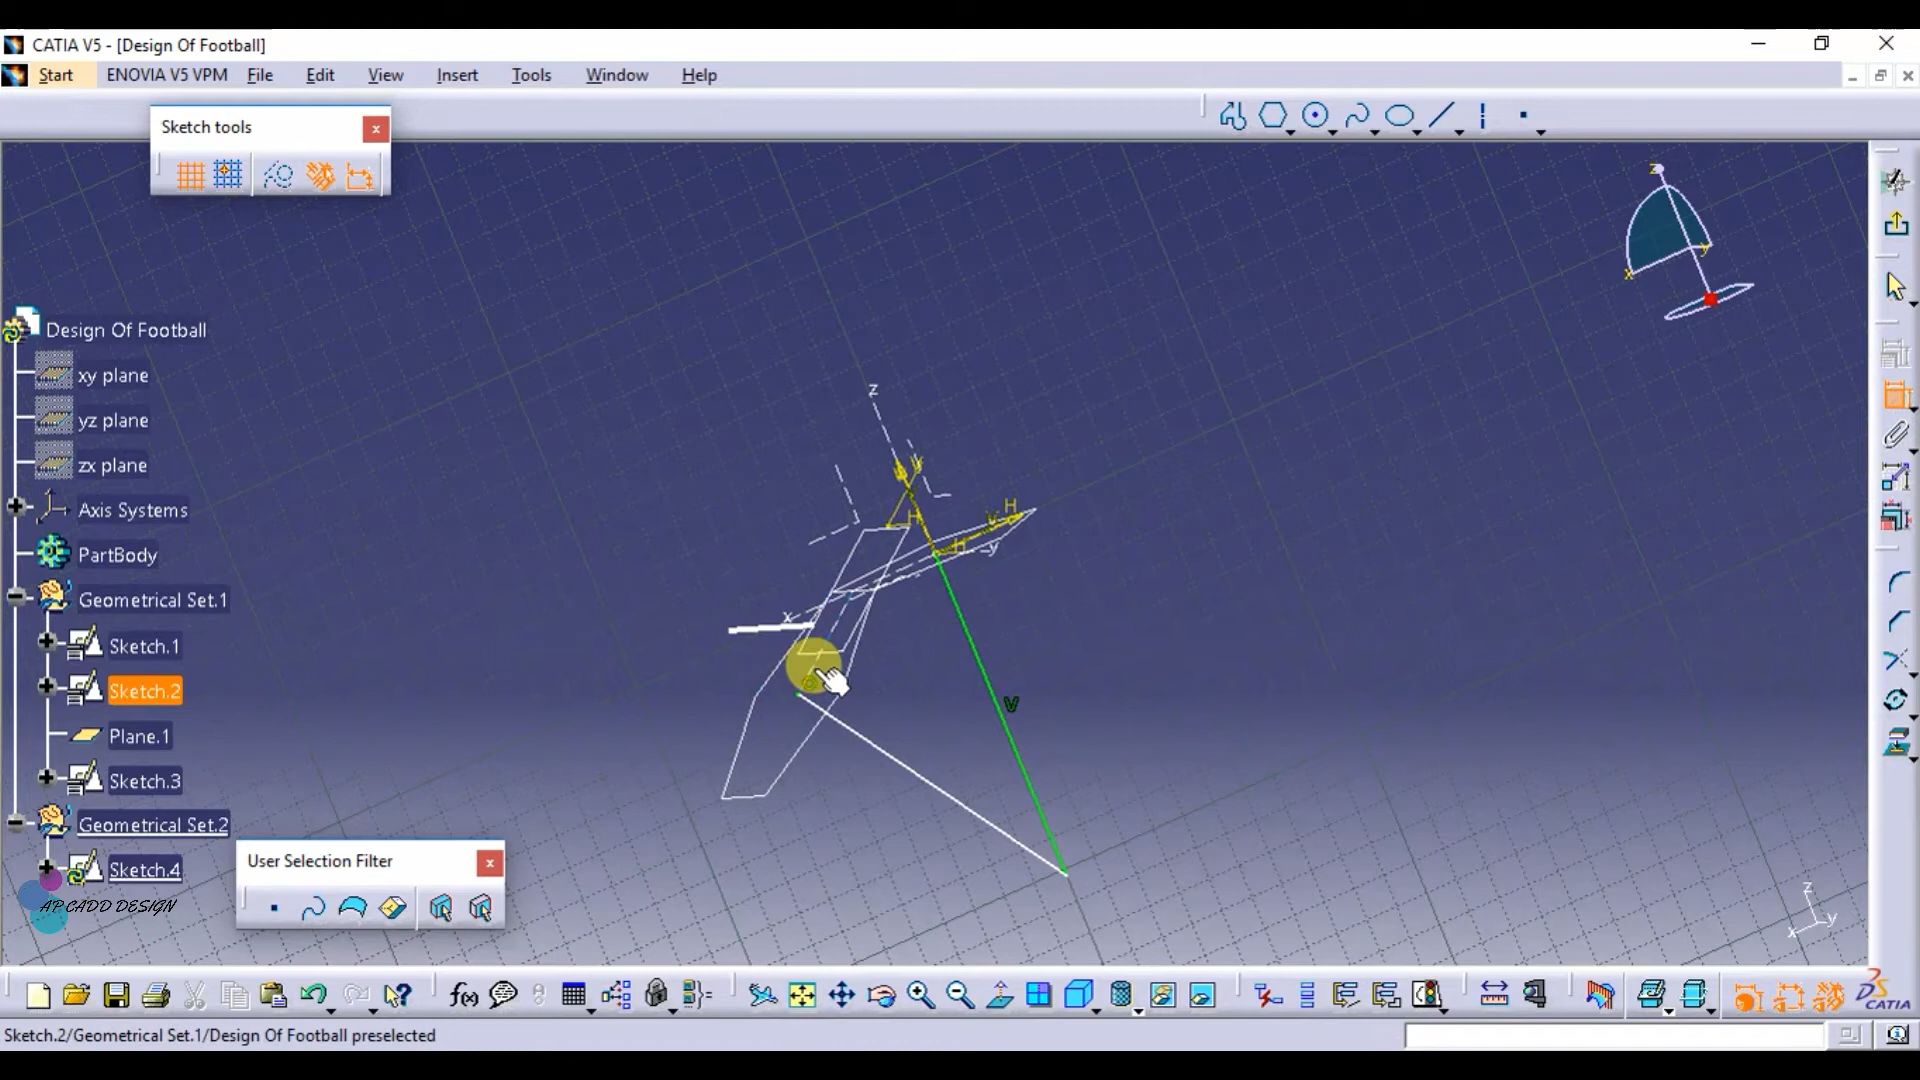 CATIA V5 - [Design Of Football]
Start ENOVIA V5 VPM File Edit View Insert Tools Window Help
Sketch tools
x
z
y
x
Design Of Football
xy plane
yz plane
zx plane
Axis Systems
PartBody
Geometrical Set.1
Sketch.1
Sketch.2
Plane.1
Sketch.3
Geometrical Set.2
Sketch.4
AP CADD DESIGN
User Selection Filter
x
z
H
H
V
y
x
V
z
y
x
f(x)
CATIA
Sketch.2/Geometrical Set.1/Design Of Football preselected